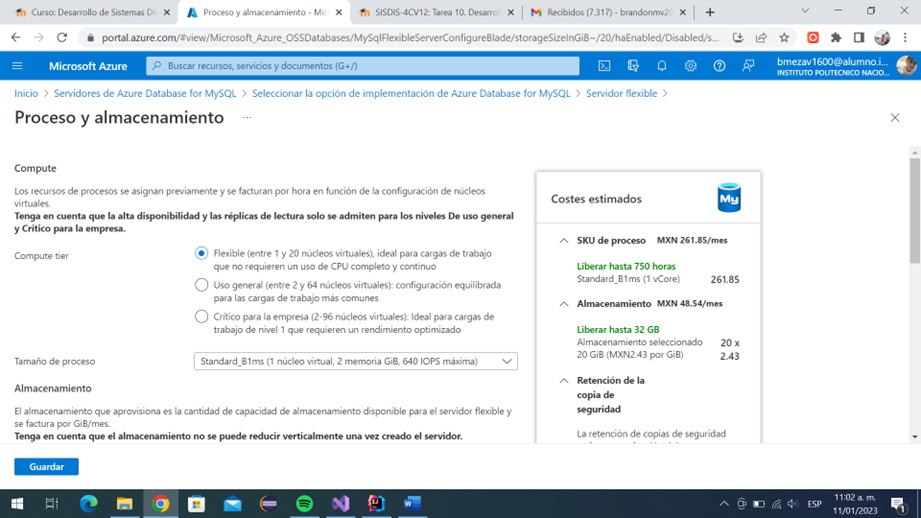 Curso: Desarrollo de Sistemas Di
Proceso y almacenamiento - Mic
SISDIS-4CV12: Tarea 10. Desarrol
Recibidos (7.317) - brandonmv20
portal.azure.com/#view/Microsoft_Azure_OSSDatabases/MySqlFlexibleServerConfigureBlade/storageSizeInGiB~/20/haEnabled/Disabled/s...
Microsoft Azure
Buscar recursos, servicios y documentos (G+/)
bmezav1600@alumno.i...
INSTITUTO POLITECNICO NACIO...
Inicio > Servidores de Azure Database for MySQL > Seleccionar la opción de implementación de Azure Database for MySQL > Servidor flexible >
Proceso y almacenamiento ...
Compute
Los recursos de procesos se asignan previamente y se facturan por hora en función de la configuración de núcleos
virtuales.
Tenga en cuenta que la alta disponibilidad y las réplicas de lectura solo se admiten para los niveles De uso general
y Crítico para la empresa.
Compute tier
Flexible (entre 1 y 20 núcleos virtuales), ideal para cargas de trabajo
que no requieren un uso de CPU completo y continuo
Uso general (entre 2 y 64 núcleos virtuales): configuración equilibrada
para las cargas de trabajo más comunes
Crítico para la empresa (2-96 núcleos virtuales): Ideal para cargas de
trabajo de nivel 1 que requieren un rendimiento optimizado
Tamaño de proceso
Standard_B1ms (1 núcleo virtual, 2 memoria GiB, 640 IOPS máxima)
Almacenamiento
El almacenamiento que aprovisiona es la cantidad de capacidad de almacenamiento disponible para el servidor flexible y
se factura por GiB/mes.
Tenga en cuenta que el almacenamiento no se puede reducir verticalmente una vez creado el servidor.
Costes estimados
My
SKU de proceso MXN 261.85/mes
Liberar hasta 750 horas
Standard_B1ms (1 vCore) 261.85
Almacenamiento MXN 48.54/mes
Liberar hasta 32 GB
Almacenamiento seleccionado 20 x
20 GiB (MXN2.43 por GiB) 2.43
Retención de la
copia de
seguridad
La retención de copias de seguridad
Guardar
ESP
11:02 a. m.
11/01/2023
1